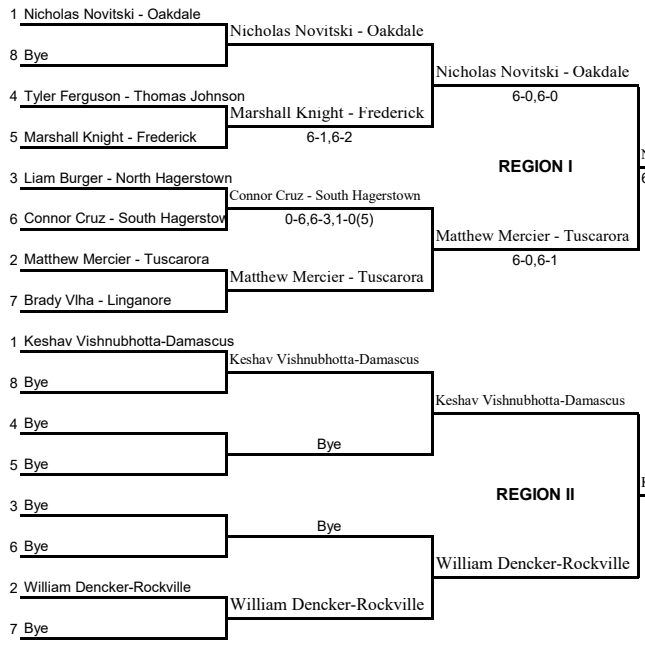 1 Nicholas Novitski - Oakdale
Nicholas Novitski - Oakdale
8 Bye
Nicholas Novitski - Oakdale
6-0,6-0
4 Tyler Ferguson - Thomas Johnson
Marshall Knight - Frederick
6-1,6-2
5 Marshall Knight - Frederick
REGION I
3 Liam Burger - North Hagerstown
Connor Cruz - South Hagerstown
0-6,6-3,1-0(5)
6 Connor Cruz - South Hagerstow
Matthew Mercier - Tuscarora
6-0,6-1
2 Matthew Mercier - Tuscarora
Matthew Mercier - Tuscarora
7 Brady Vlha - Linganore
1 Keshav Vishnubhotta-Damascus
Keshav Vishnubhotta-Damascus
8 Bye
Keshav Vishnubhotta-Damascus
4 Bye
Bye
5 Bye
REGION II
3 Bye
Bye
6 Bye
William Dencker-Rockville
2 William Dencker-Rockville
William Dencker-Rockville
7 Bye